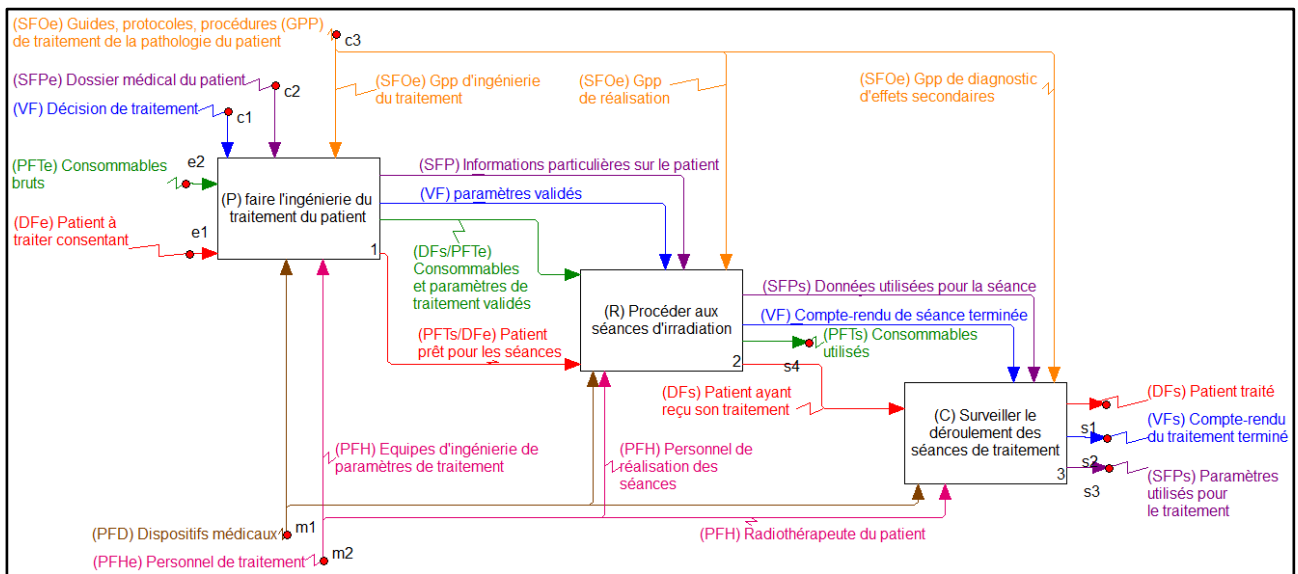 (SFOe) Guides, protocoles, procédures (GPP)
de traitement de la pathologie du patient
c3
(SFPe) Dossier médical du patient
c2
(VF) Décision de traitement
c1
(SFOe) Gpp d'ingénierie
du traitement
(SFOe) Gpp
de réalisation
(SFOe) Gpp de diagnostic
d'effets secondaires
(PFTe) Consommables
bruts
e2
(DFe) Patient à
traiter consentant
e1
(P) faire l'ingénierie du
traitement du patient
1
(SFP) Informations particulières sur le patient
(VF) paramètres validés
(DFs/PFTe)
Consommables
et paramètres de
traitement validés
(PFTs/DFe) Patient
prêt pour les séances
(R) Procéder aux
séances d'irradiation
2
(SFPs) Données utilisées pour la séance
(VF) Compte-rendu de séance terminée
(PFTs) Consommables
utilisés
s4
(DFs) Patient ayant
reçu son traitement
(C) Surveiller le
déroulement des
séances de traitement
3
(DFs) Patient traité
s1
(VFs) Compte-rendu
du traitement terminé
s2
(SFPs) Paramètres
utilisés pour
le traitement
s3
(PFH) Equipes d'ingénierie de
paramètres de traitement
(PFH) Personnel de
réalisation des
séances
(PFD) Dispositifs médicaux
m1
(PFH) Radiothérapeute du patient
(PFHe) Personnel de traitement
m2